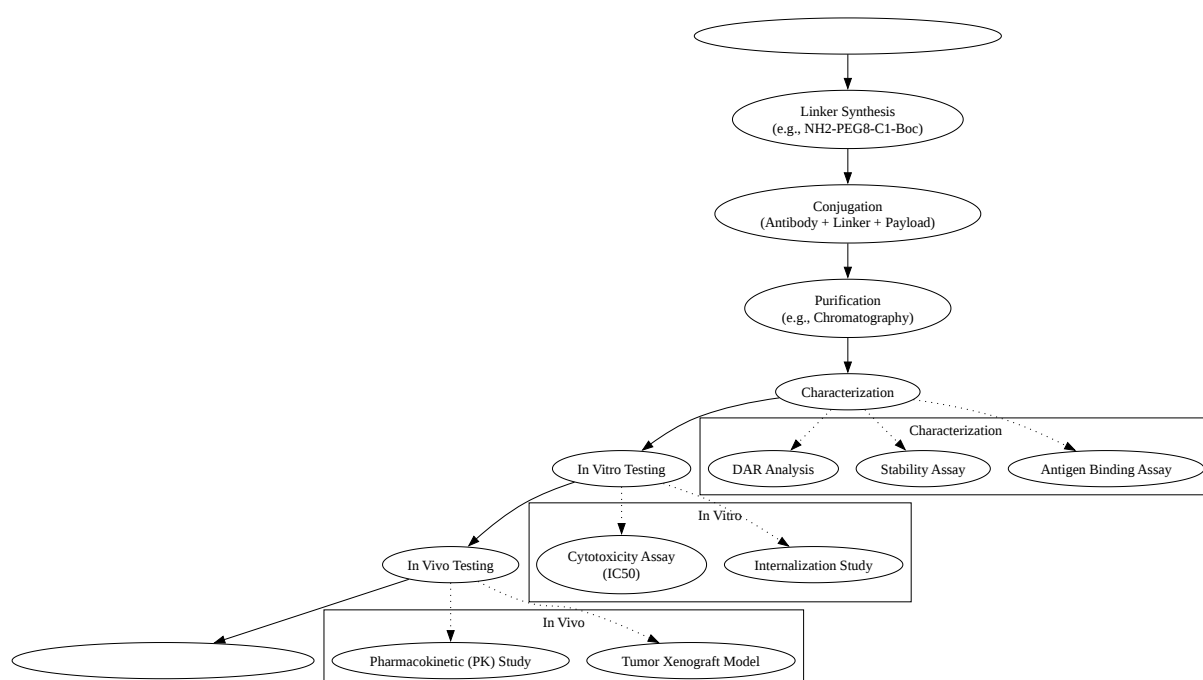 Linker Synthesis
(e.g., NH2-PEG8-C1-Boc)
Conjugation
(Antibody + Linker + Payload)
Purification
(e.g., Chromatography)
Characterization
Characterization
In Vitro Testing
DAR Analysis
Stability Assay
Antigen Binding Assay
In Vitro
Cytotoxicity Assay
(IC50)
Internalization Study
In Vivo Testing
In Vivo
Pharmacokinetic (PK) Study
Tumor Xenograft Model